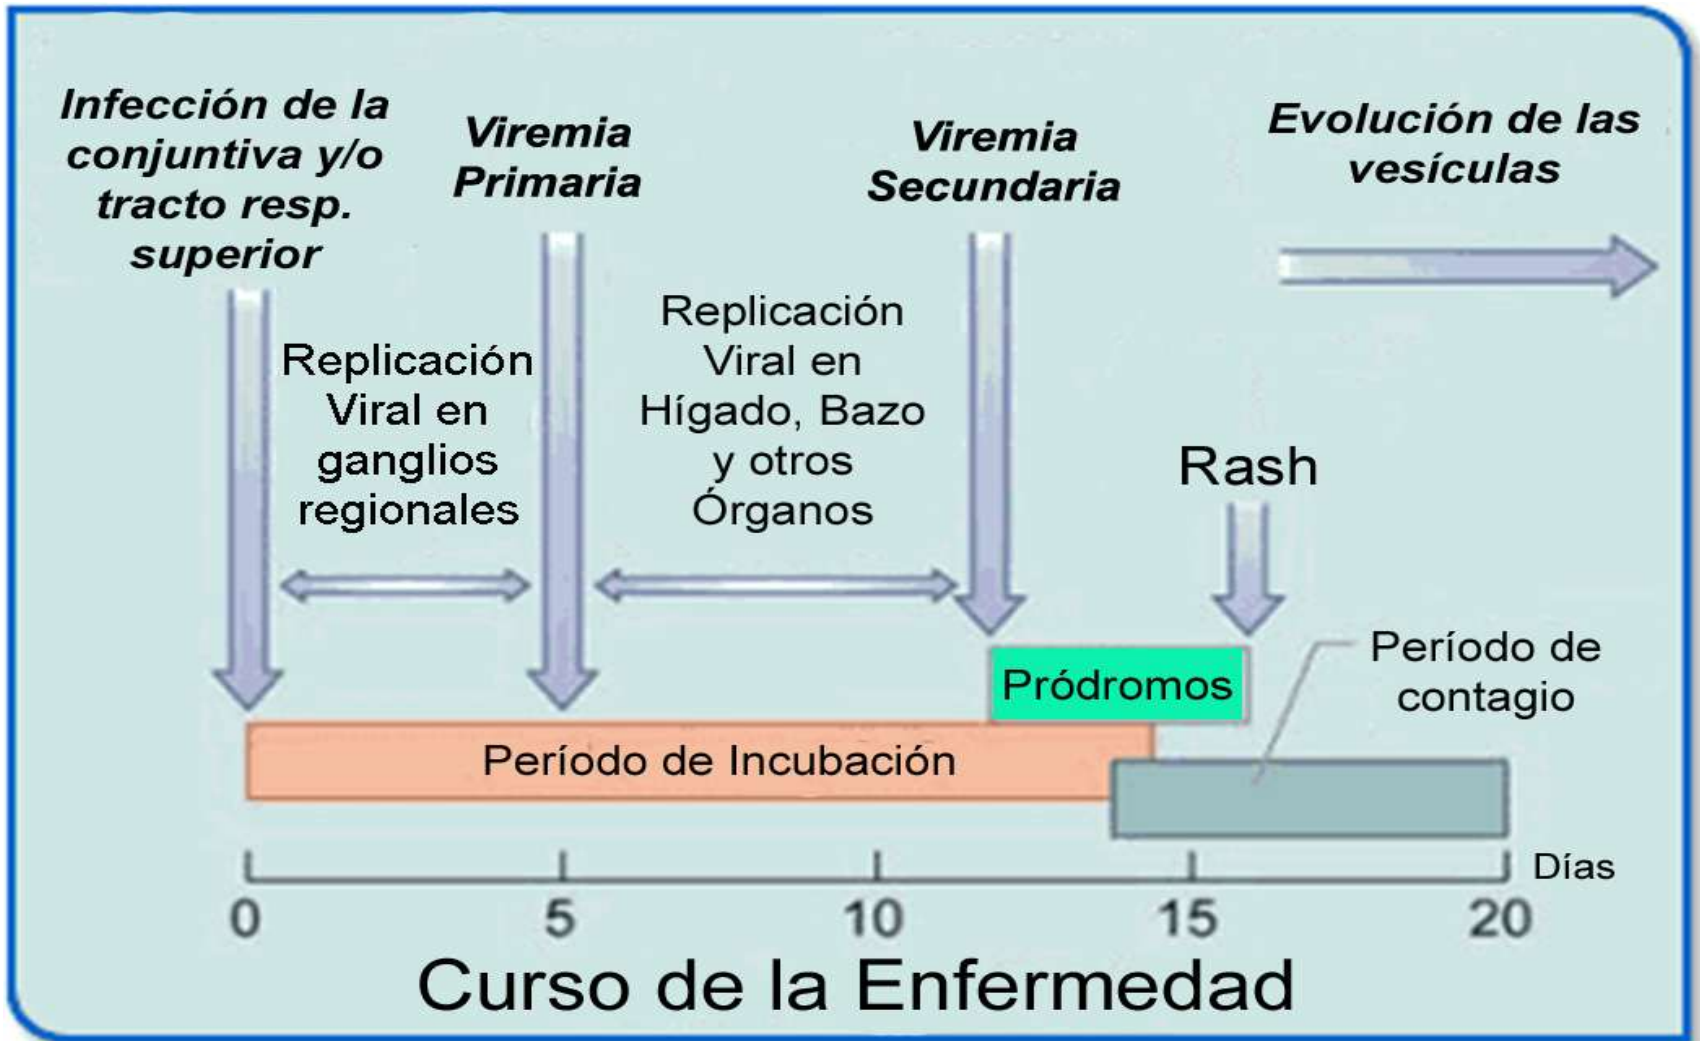 Infección de la
conjuntiva y/o
tracto resp.
superior
Viremia
Primaria
Viremia
Secundaria
Evolución de las
vesículas
Replicación
Viral en
ganglios
regionales
Replicación
Viral en
Hígado, Bazo
y otros
Órganos
Rash
Pródromos
Período de
contagio
Período de Incubación
Días
0 5 10 15 20
Curso de la Enfermedad